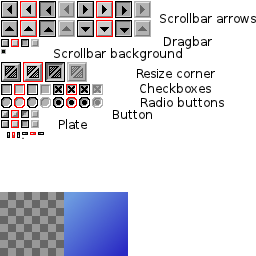 Scrollbar arrows
Dragbar
Scrollbar background
Resize corner
Checkboxes
Radio buttons
Button
Plate